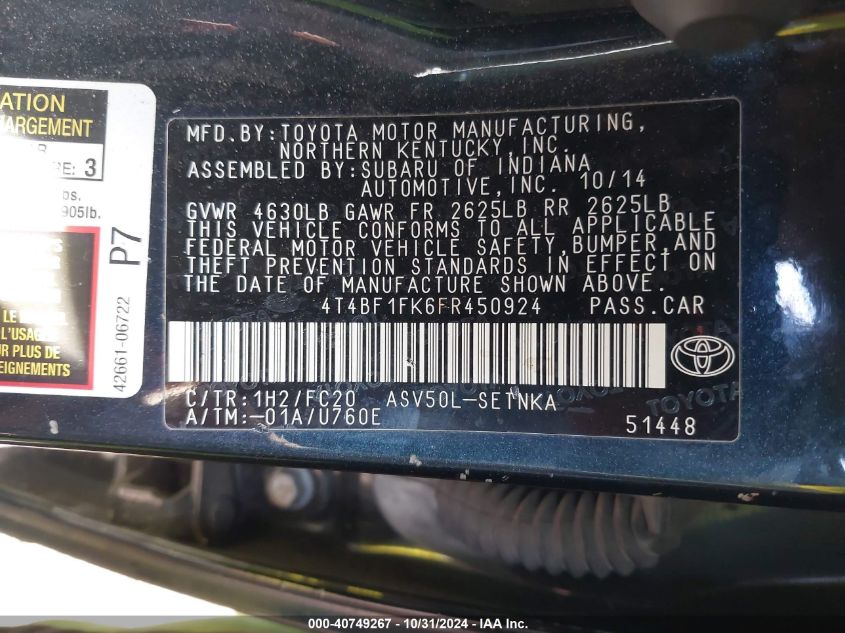 ATION
ARGEMENT
RE: 3
bs.
905lb.
P7
42661-06722
LE
L'USAGE
UR PLUS DE
EIGNEMENTS
MFD.BY:TOYOTA MOTOR MANUFACTURING,
NORTHERN KENTUCKY,INC.
ASSEMBLED BY:SUBARU OF INDIANA
AUTOMOTIVE,INC. 10/14
GVWR 4630LB GAWR FR 2625LB RR 2625LB
THIS VEHICLE CONFORMS TO ALL APPLICABLE
FEDERAL MOTOR VEHICLE SAFETY,BUMPER,AND
THEFT PREVENTION STANDARDS IN EFFECT ON
THE DATE OF MANUFACTURE SHOWN ABOVE.
4T4BF1FK6FR450924 PASS.CAR
C/TR:1H2/FC20 ASV50L-SETNKA
A/TM:-01A/U760E
51448
TOYOTA
000-40749267 - 10/31/2024 - IAA Inc.